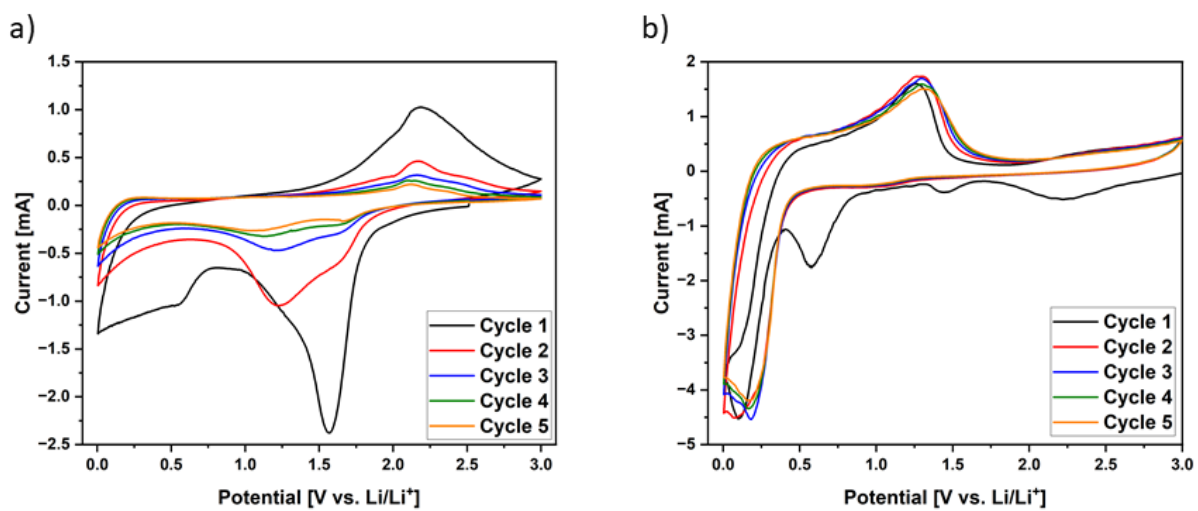 a)
1.5
1.0
0.5
0.0
−0.5
−1.0
−1.5
−2.0
−2.5
Current [mA]
0.0 0.5 1.0 1.5 2.0 2.5 3.0
Potential [V vs. Li/Li⁺]
Cycle 1
Cycle 2
Cycle 3
Cycle 4
Cycle 5
b)
2
1
0
−1
−2
−3
−4
−5
Current [mA]
0.0 0.5 1.0 1.5 2.0 2.5 3.0
Potential [V vs. Li/Li⁺]
Cycle 1
Cycle 2
Cycle 3
Cycle 4
Cycle 5